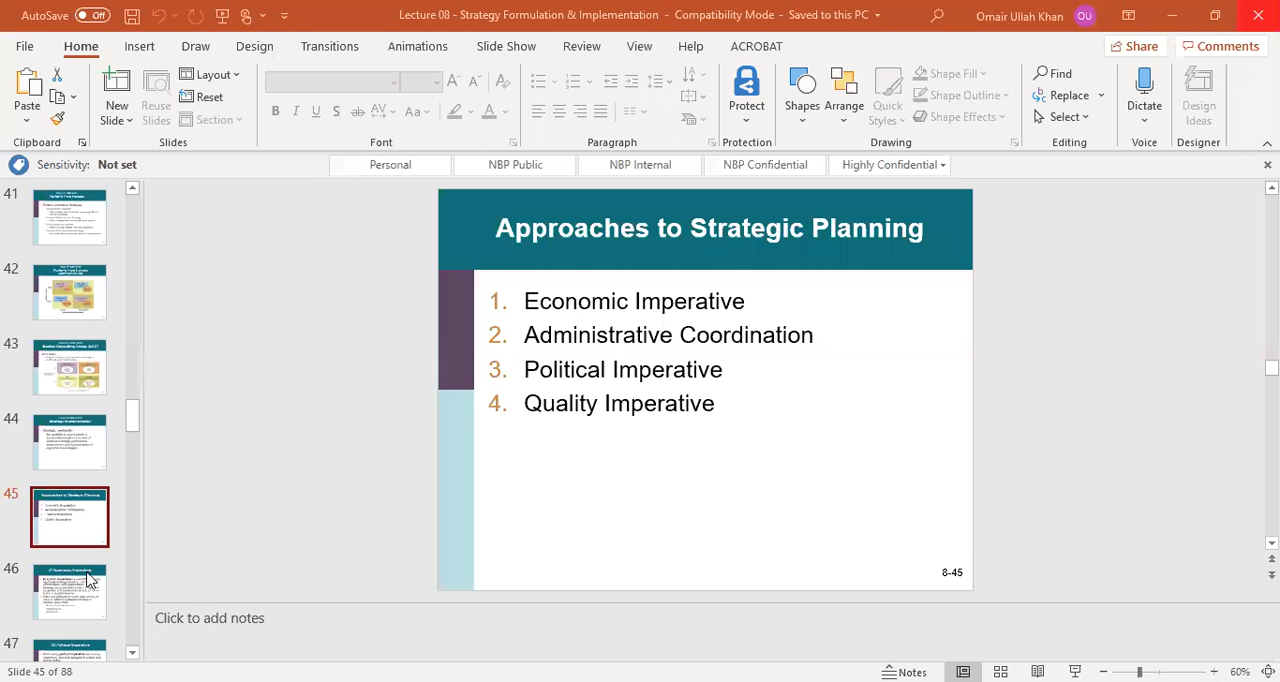 AutoSave Off
Lecture 08 - Strategy Formulation & Implementation - Compatibility Mode - Saved to this PC
Omair Ullah Khan OU
File Home Insert Draw Design Transitions Animations Slide Show Review View Help ACROBAT Share Comments
Paste
Clipboard
New Slide
Reuse Slides
Layout
Reset
Section
Slides
Font
Paragraph
Protect
Protection
Shapes
Arrange
Quick Styles
Shape Fill
Shape Outline
Shape Effects
Drawing
Find
Replace
Select
Editing
Dictate
Voice
Design Ideas
Designer
Sensitivity: Not set
Personal NBP Public NBP Internal NBP Confidential Highly Confidential
41
42
43
44
45
Approaches to Strategic Planning
46
47
Approaches to Strategic Planning
1. Economic Imperative
2. Administrative Coordination
3. Political Imperative
4. Quality Imperative
8-45
Click to add notes
Slide 45 of 88
Notes
60%